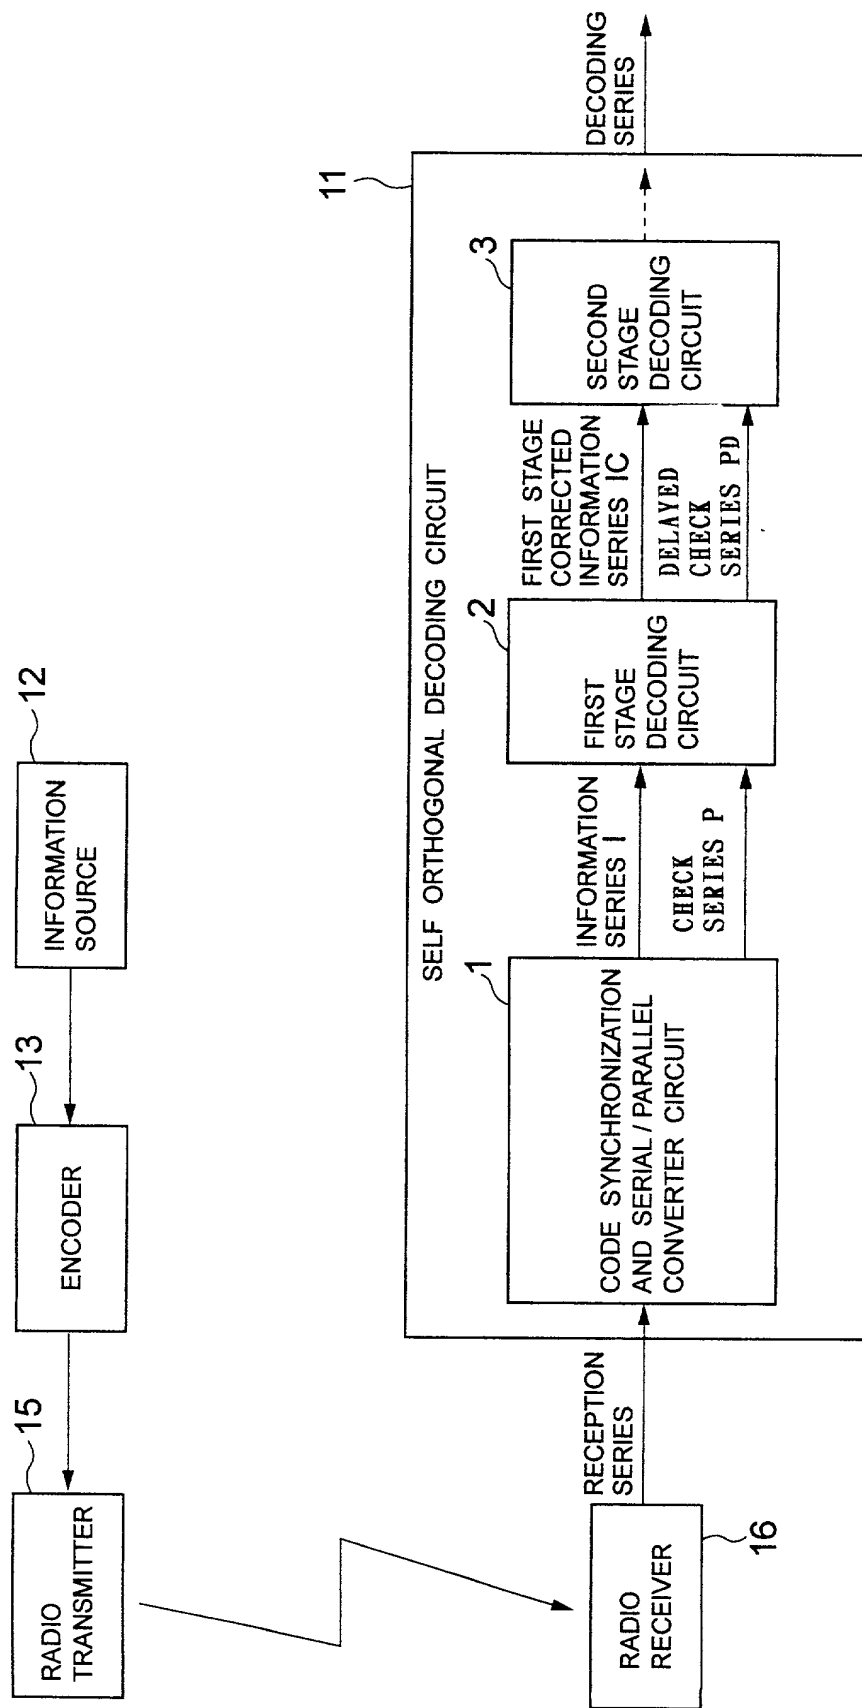 12
INFORMATION
SOURCE
13
ENCODER
15
RADIO
TRANSMITTER
RADIO
RECEIVER
16
RECEPTION
SERIES
11
SELF ORTHOGONAL DECODING CIRCUIT
1
CODE SYNCHRONIZATION
AND SERIAL/PARALLEL
CONVERTER CIRCUIT
INFORMATION
SERIES I
CHECK
SERIES P
2
FIRST
STAGE
DECODING
CIRCUIT
FIRST STAGE
CORRECTED
INFORMATION
SERIES IC
DELAYED
CHECK
SERIES PD
3
SECOND
STAGE
DECODING
CIRCUIT
DECODING
SERIES